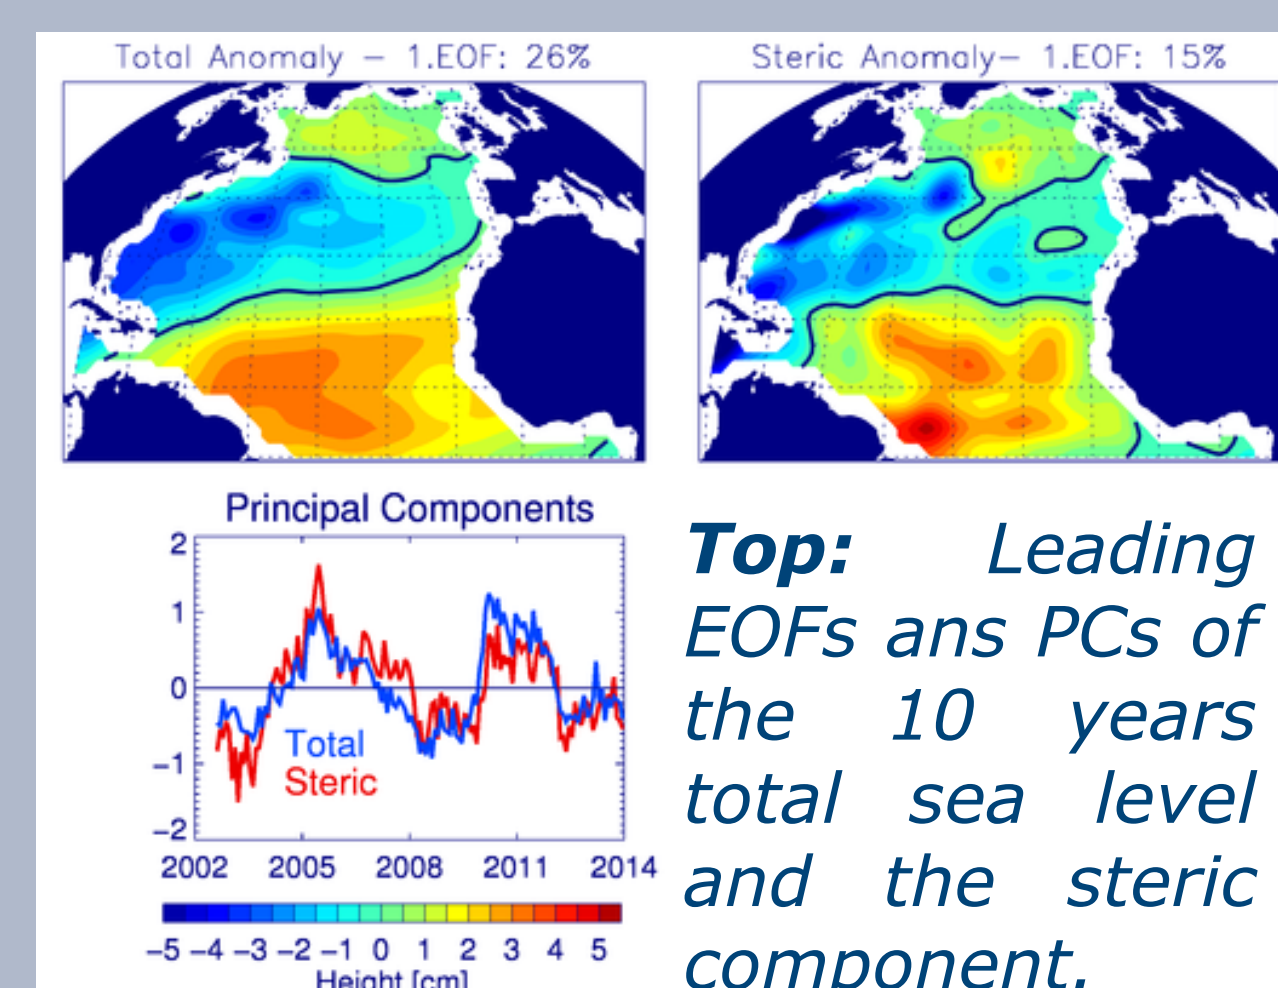 Total Anomaly – 1.EOF: 26%
Steric Anomaly– 1.EOF: 15%
Principal Components
2
1
0
−1
−2
Total
Steric
2002 2005 2008 2011 2014
−5 −4 −3 −2 −1 0 1 2 3 4 5
Height [cm]
Top: Leading
EOFs ans PCs of
the 10 years
total sea level
and the steric
component.